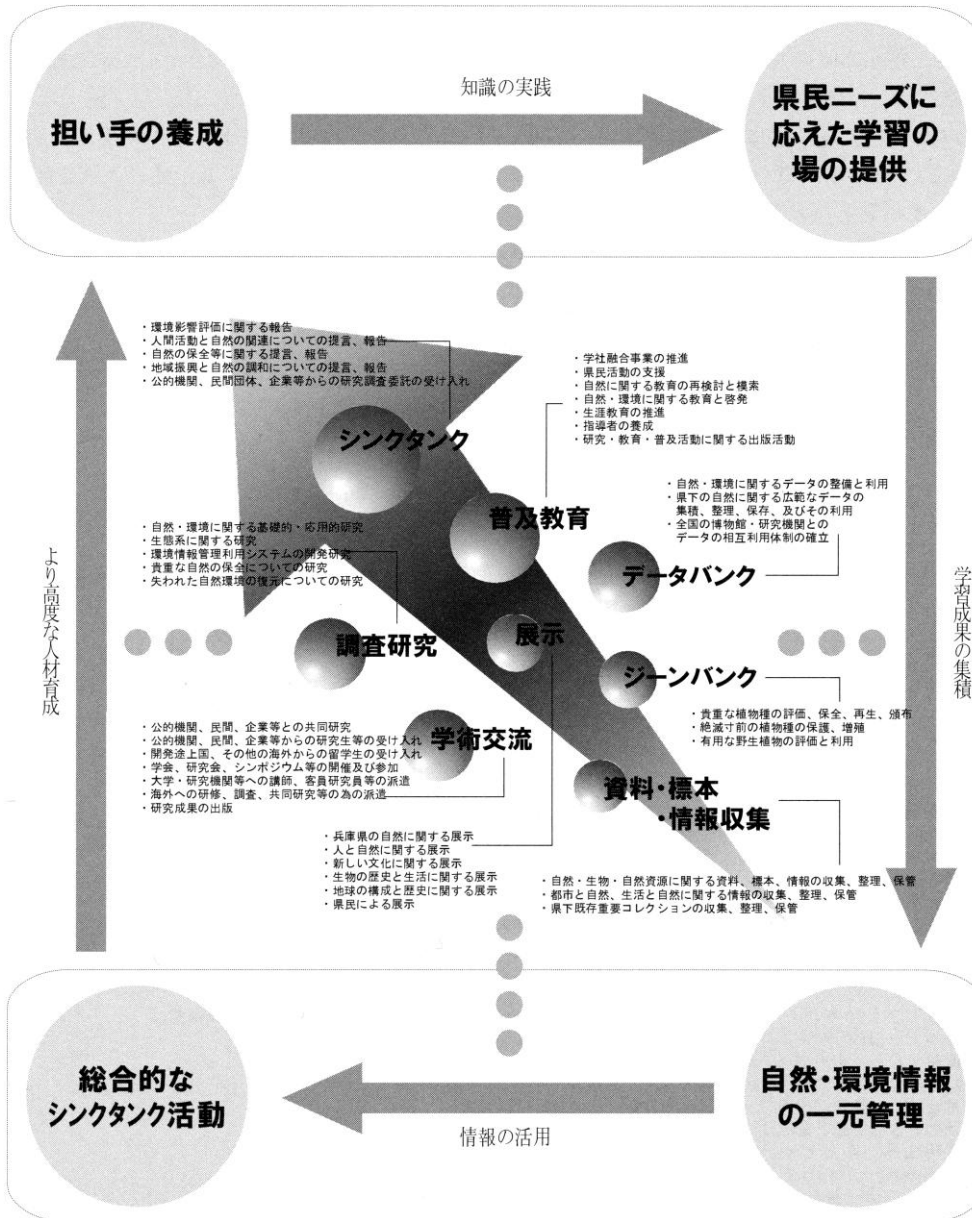 担い手の養成
知識の実践
県民ニーズに
応えた学習の
場の提供
・環境影響評価に関する報告
・人間活動と自然の関連についての提言、報告
・自然の保全等に関する提言、報告
・地域振興と自然の調和についての提言、報告
・公的機関、民間団体、企業等からの研究調査委託の受け入れ
シンクタンク
・学社融合事業の推進
・県民活動の支援
・自然に関する教育の再検討と模索
・自然・環境に関する教育と啓発
・生涯教育の推進
・指導者の養成
・研究・教育・普及活動に関する出版活動
普及教育
・自然・環境に関するデータの整備と利用
・県下の自然に関する広範なデータの
集積、整理、保存、及びその利用
・全国の博物館・研究機関との
データの相互利用体制の確立
データバンク
・自然・環境に関する基礎的・応用的研究
・生態系に関する研究
・環境情報管理利用システムの開発研究
・貴重な自然の保全についての研究
・失われた自然環境の復元についての研究
調査研究
展示
ジーンバンク
・貴重な植物種の評価、保全、再生、頒布
・絶滅寸前の植物種の保護、増殖
・有用な野生植物の評価と利用
より高度な人材育成
学習成果の集積
・公的機関、民間、企業等との共同研究
・公的機関、民間、企業等からの研究生等の受け入れ
・開発途上国、その他の海外からの留学生の受け入れ
・学会、研究会、シンポジウム等の開催及び参加
・大学・研究機関等への講師、客員研究員等の派遣
・海外への研修、調査、共同研究等の為の派遣
・研究成果の出版
学術交流
資料・標本
・情報収集
・兵庫県の自然に関する展示
・人と自然に関する展示
・新しい文化に関する展示
・生物の歴史と生活に関する展示
・地球の構成と歴史に関する展示
・県民による展示
・自然・生物・自然資源に関する資料、標本、情報の収集、整理、保管
・都市と自然、生活と自然に関する情報の収集、整理、保管
・県下既存重要コレクションの収集、整理、保管
総合的な
シンクタンク活動
情報の活用
自然・環境情報
の一元管理